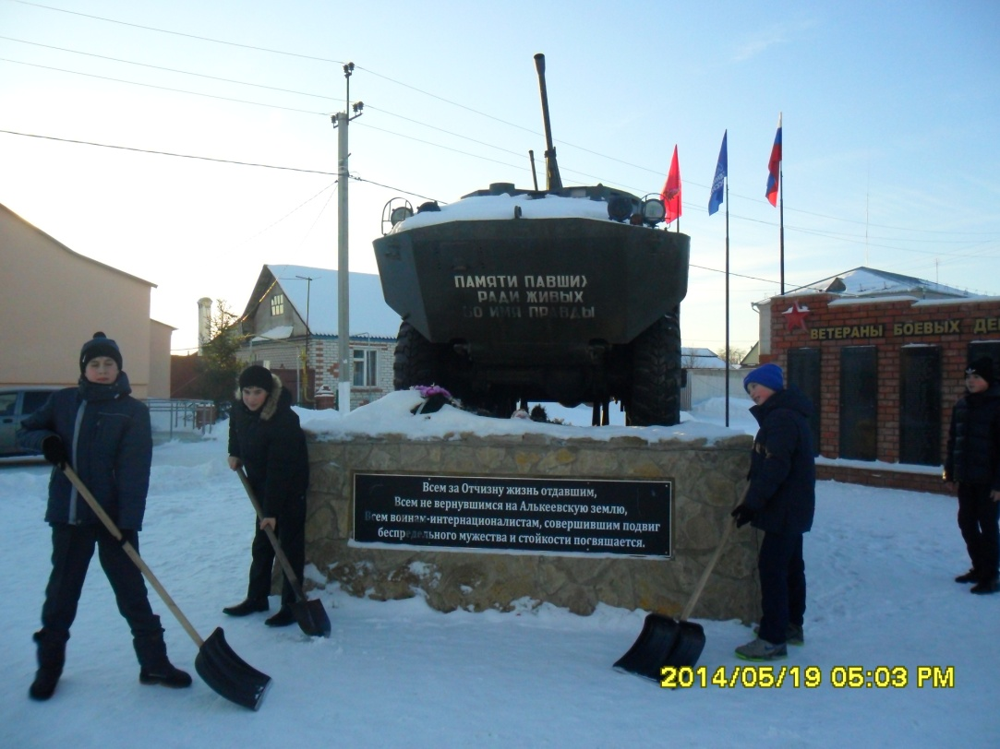 ПАМЯТИ ПАВШИХ
РАДИ ЖИВЫХ
ВО ИМЯ ПРАВДЫ
ВЕТЕРАНЫ БОЕВЫХ ДЕ
Всем за Отчизну жизнь отдавшим,
Всем не вернувшимся на Алькеевскую землю,
Всем воинам-интернационалистам, совершившим подвиг
беспредельного мужества и стойкости посвящается.
2014/05/19 05:03 PM